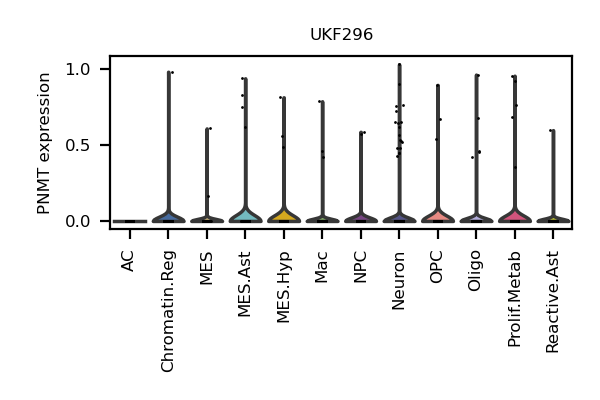 UKF296
PNMT expression
1.0
0.5
0.0
AC
Chromatin.Reg
MES
MES.Ast
MES.Hyp
Mac
NPC
Neuron
OPC
Oligo
Prolif.Metab
Reactive.Ast